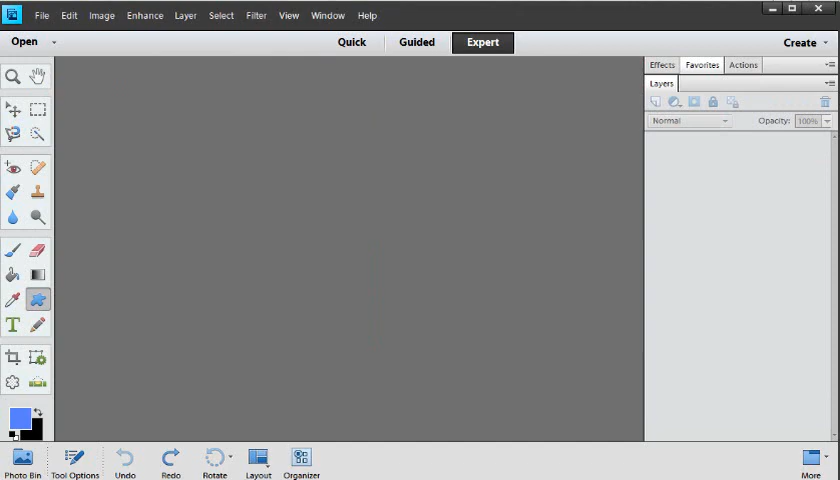 File Edit Image Enhance Layer Select Filter View Window Help
Open Quick Guided Expert Create
Effects Favorites Actions
Layers
Normal Opacity: 100%
T
Photo Bin Tool Options Undo Redo Rotate Layout Organizer More